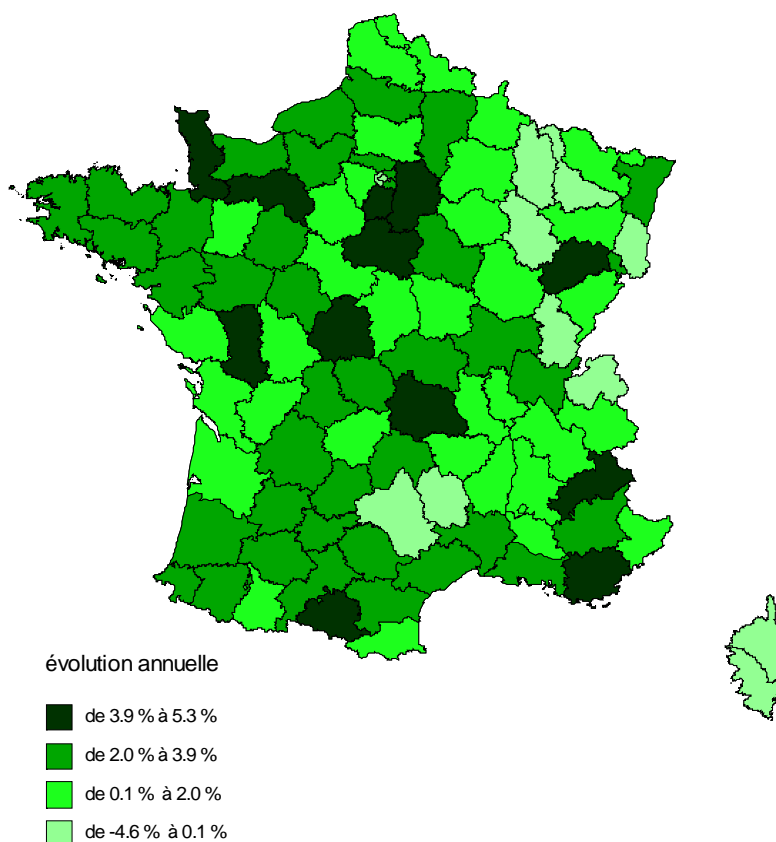 évolution annuelle
de 3.9 % à 5.3 %
de 2.0 % à 3.9 %
de 0.1 % à 2.0 %
de -4.6 % à 0.1 %